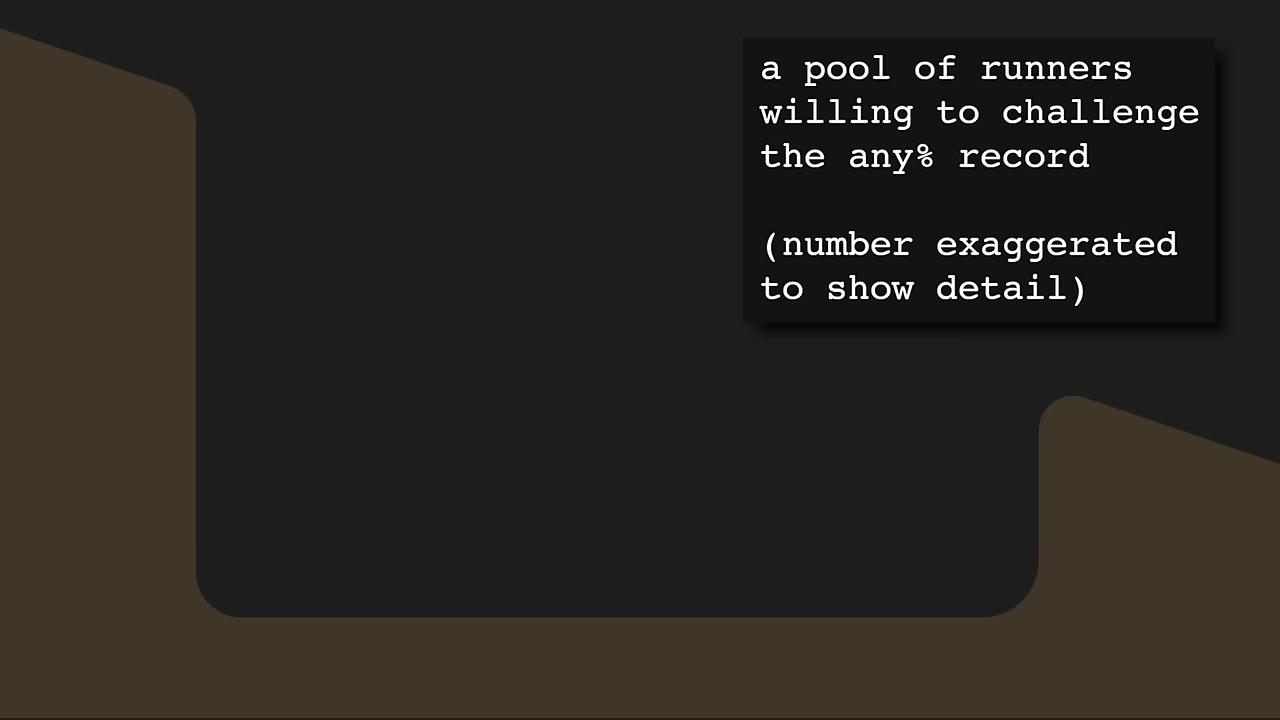 a pool of runners
willing to challenge
the any% record
(number exaggerated
to show detail)